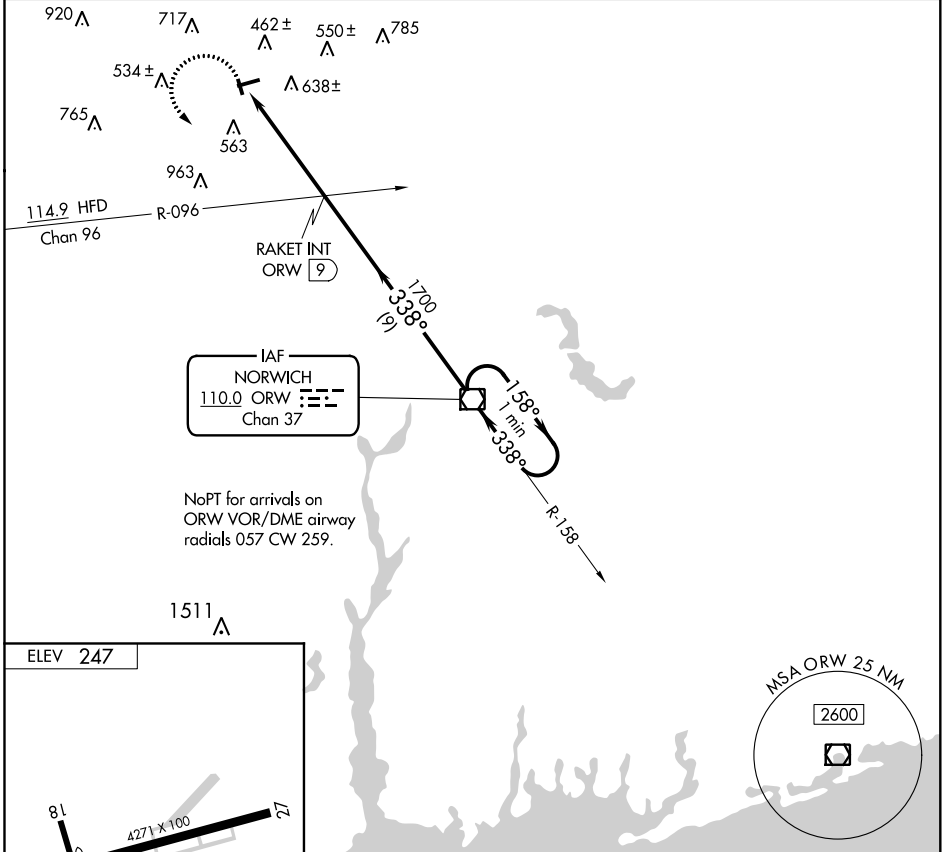 920
717
462 ±
550 ±
785
534 ±
638±
765
563
963
114.9 HFD
Chan 96
R-096
RAKET INT
ORW 9
1700
338°
(9)
IAF
NORWICH
110.0 ORW
Chan 37
158°
1 min
338°
R-158
NoPT for arrivals on
ORW VOR/DME airway
radials 057 CW 259.
1511
ELEV 247
MSA ORW 25 NM
2600
18
4271 X 100
27